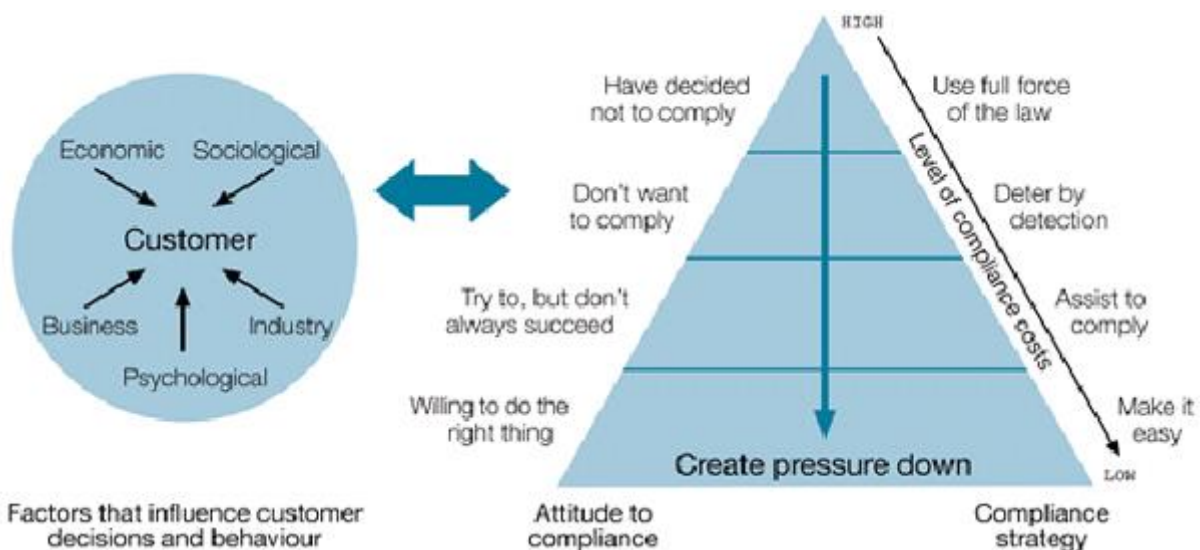 Economic
Sociological
Customer
Business
Industry
Psychological
Factors that influence customer
decisions and behaviour
HIGH
Have decided
not to comply
Use full force
of the law
Don't want
to comply
Deter by
detection
Try to, but don't
always succeed
Assist to
comply
Willing to do the
right thing
Make it
easy
Level of compliance costs
LOW
Create pressure down
Attitude to
compliance
Compliance
strategy